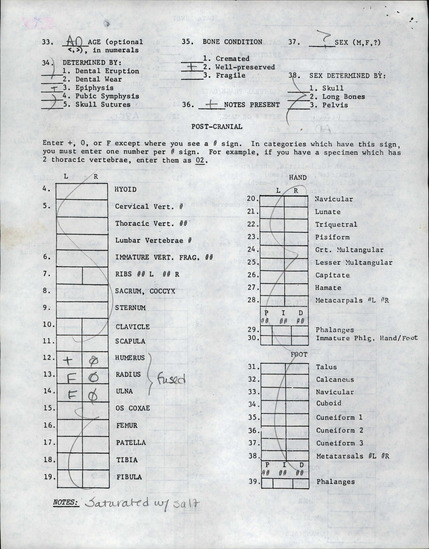 33. AD AGE (optional
<,>), in numerals
34. DETERMINED BY:
1. Dental Eruption
2. Dental Wear
+ 3. Epiphysis
4. Pubic Symphysis
5. Skull Sutures
35. BONE CONDITION
1. Cremated
+ 2. Well-preserved
3. Fragile
36. + NOTES PRESENT
37. ? SEX (M,F,?)
38. SEX DETERMINED BY:
1. Skull
2. Long Bones
3. Pelvis
POST-CRANIAL
Enter +, 0, or F except where you see a # sign. In categories which have this sign,
you must enter one number per # sign. For example, if you have a specimen which has
2 thoracic vertebrae, enter them as 02.
L R
4. HYOID
5. Cervical Vert. #
Thoracic Vert. ##
Lumbar Vertebrae #
6. IMMATURE VERT. FRAG. ##
7. RIBS ## L ## R
8. SACRUM, COCCYX
9. STERNUM
10. CLAVICLE
11. SCAPULA
12. + Ø HUMERUS
13. F Ø RADIUS fused
14. F Ø ULNA
15. OS COXAE
16. FEMUR
17. PATELLA
18. TIBIA
19. FIBULA
NOTES: Saturated w/ salt
HAND
L R
20. Navicular
21. Lunate
22. Triquetral
23. Pisiform
24. Grt. Multangular
25. Lesser Multangular
26. Capitate
27. Hamate
28. Metacarpals #L #R
P I D
## ## ##
29. Phalanges
30. Immature Phlg. Hand/Foot
FOOT
31. Talus
32. Calcaneus
33. Navicular
34. Cuboid
35. Cuneiform 1
36. Cuneiform 2
37. Cuneiform 3
38. Metatarsals #L #R
P I D
## ## ##
39. Phalanges